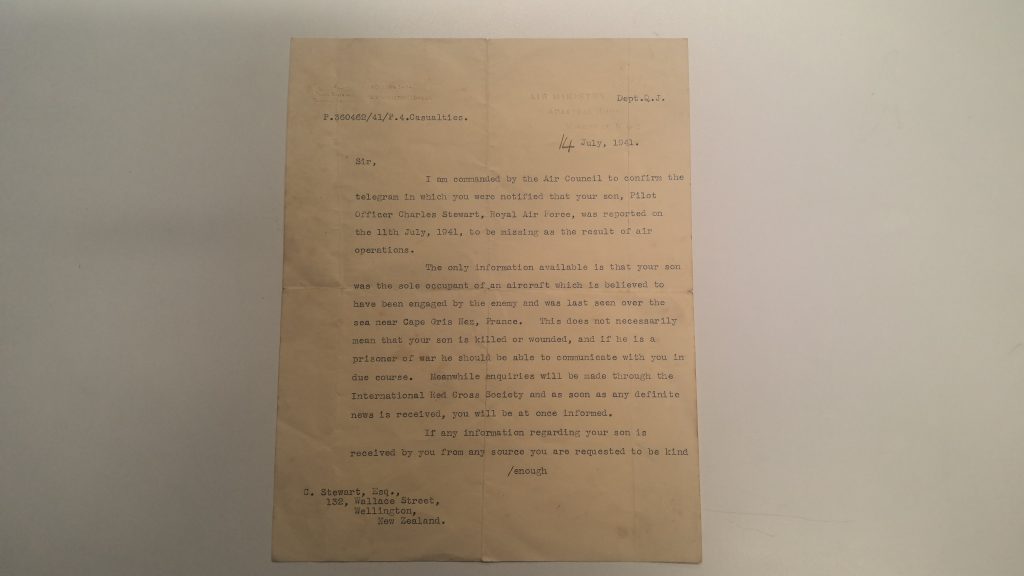 Dept.Q.J.
P.360462/41/P.4.Casualties.
14 July, 1941.
Sir,
I am commanded by the Air Council to confirm the
telegram in which you were notified that your son, Pilot
Officer Charles Stewart, Royal Air Force, was reported on
the 11th July, 1941, to be missing as the result of air
operations.
The only information available is that your son
was the sole occupant of an aircraft which is believed to
have been engaged by the enemy and was last seen over the
sea near Cape Gris Nez, France. This does not necessarily
mean that your son is killed or wounded, and if he is a
prisoner of war he should be able to communicate with you in
due course. Meanwhile enquiries will be made through the
International Red Cross Society and as soon as any definite
news is received, you will be at once informed.
If any information regarding your son is
received by you from any source you are requested to be kind
/enough
C. Stewart, Esq.,
132, Wallace Street,
Wellington,
New Zealand.